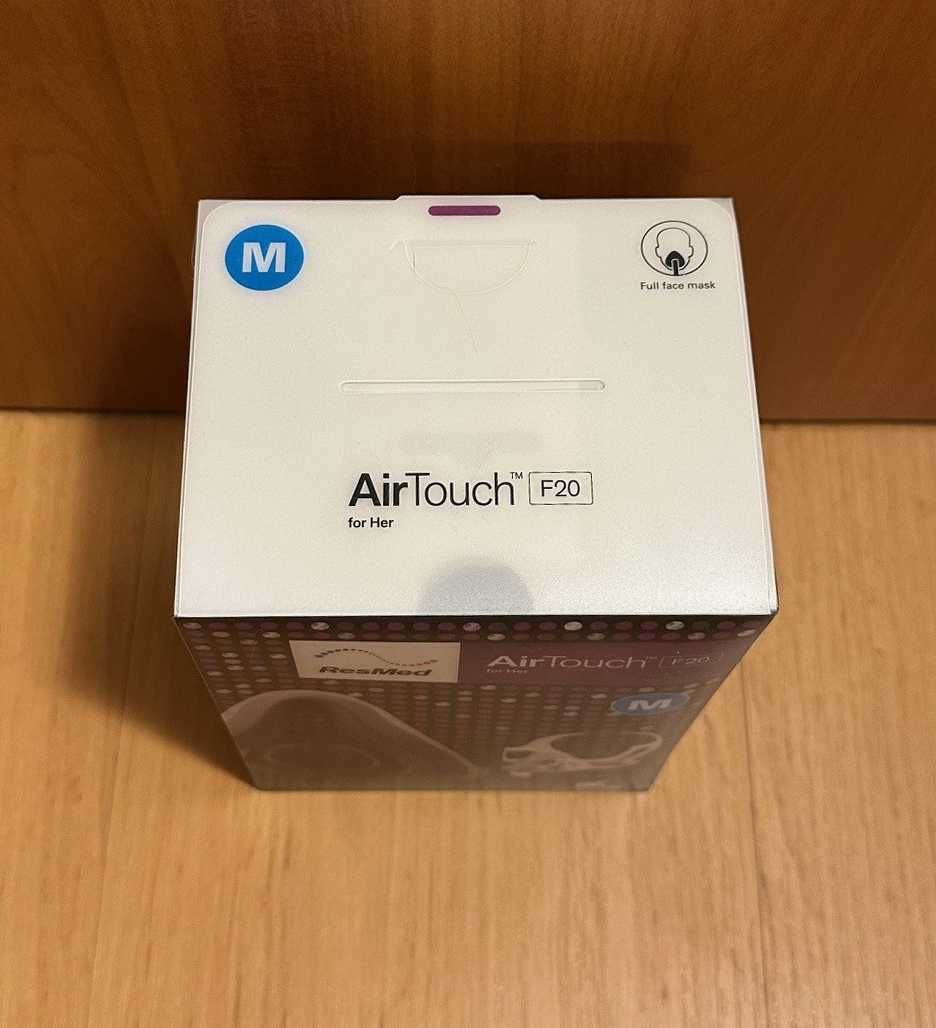 M
Full face mask
AirTouch™ F20
for Her
ResMed
AirTouch™ F20
for Her
M